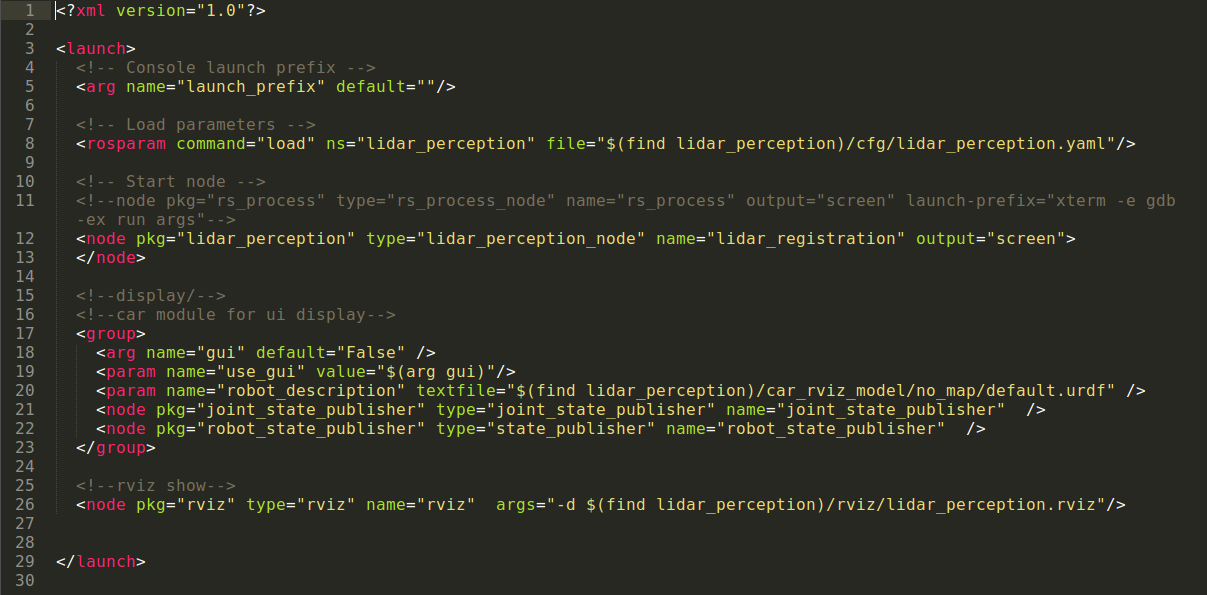 1 <?xml version="1.0"?>
2
3 <launch>
4 <!-- Console launch prefix -->
5 <arg name="launch_prefix" default=""/>
6
7 <!-- Load parameters -->
8 <rosparam command="load" ns="lidar_perception" file="$(find lidar_perception)/cfg/lidar_perception.yaml"/>
9
10 <!-- Start node -->
11 <!--node pkg="rs_process" type="rs_process_node" name="rs_process" output="screen" launch-prefix="xterm -e gdb
-ex run args"-->
12 <node pkg="lidar_perception" type="lidar_perception_node" name="lidar_registration" output="screen">
13 </node>
14
15 <!--display/-->
16 <!--car module for ui display-->
17 <group>
18 <arg name="gui" default="False" />
19 <param name="use_gui" value="$(arg gui)"/>
20 <param name="robot_description" textfile="$(find lidar_perception)/car_rviz_model/no_map/default.urdf" />
21 <node pkg="joint_state_publisher" type="joint_state_publisher" name="joint_state_publisher"  />
22 <node pkg="robot_state_publisher" type="state_publisher" name="robot_state_publisher"  />
23 </group>
24
25 <!--rviz show-->
26 <node pkg="rviz" type="rviz" name="rviz"  args="-d $(find lidar_perception)/rviz/lidar_perception.rviz"/>
27
28
29 </launch>
30